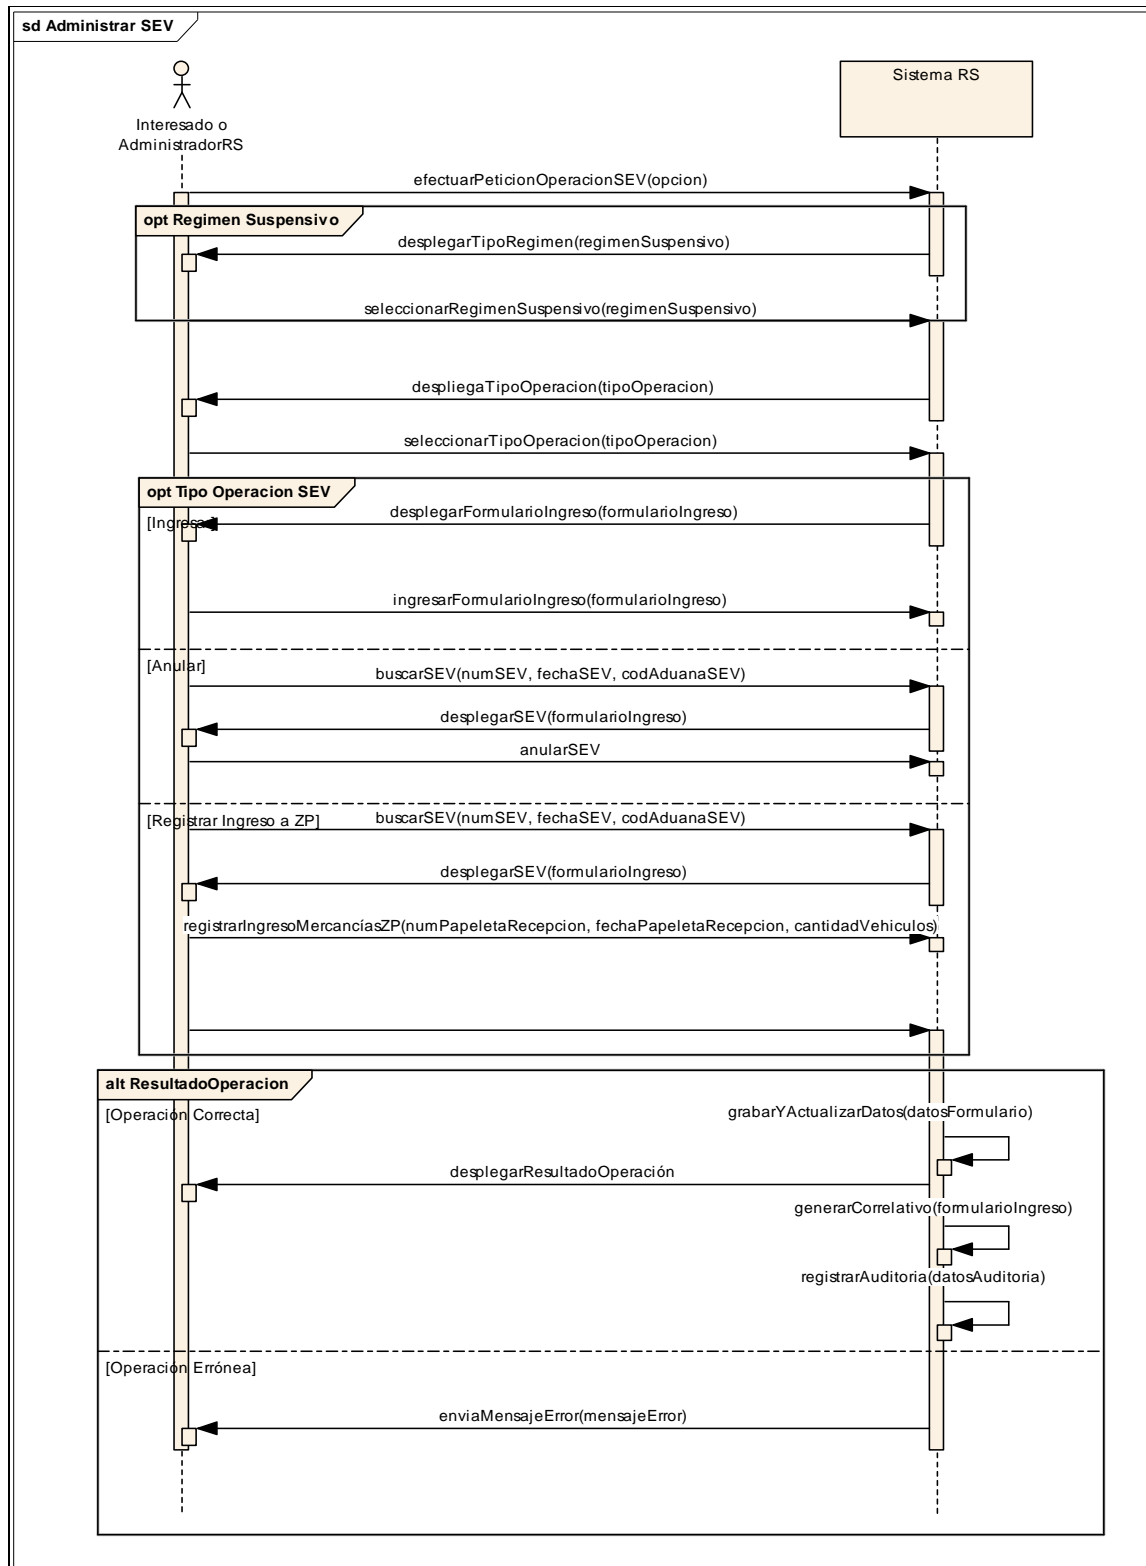 sd Administrar SEV
Interesado o
AdministradorRS
Sistema RS
efectuarPeticionOperacionSEV(opcion)
opt Regimen Suspensivo
desplegarTipoRegimen(regimenSuspensivo)
seleccionarRegimenSuspensivo(regimenSuspensivo)
despliegaTipoOperacion(tipoOperacion)
seleccionarTipoOperacion(tipoOperacion)
opt Tipo Operacion SEV
[Ingresar]
desplegarFormularioIngreso(formularioIngreso)
ingresarFormularioIngreso(formularioIngreso)
[Anular]
buscarSEV(numSEV, fechaSEV, codAduanaSEV)
desplegarSEV(formularioIngreso)
anularSEV
[Registrar Ingreso a ZP]
buscarSEV(numSEV, fechaSEV, codAduanaSEV)
desplegarSEV(formularioIngreso)
registrarIngresoMercancíasZP(numPapeletaRecepcion, fechaPapeletaRecepcion, cantidadVehiculos)
alt ResultadoOperacion
[Operación Correcta]
grabarYActualizarDatos(datosFormulario)
desplegarResultadoOperación
generarCorrelativo(formularioIngreso)
registrarAuditoria(datosAuditoria)
[Operación Errónea]
enviaMensajeError(mensajeError)